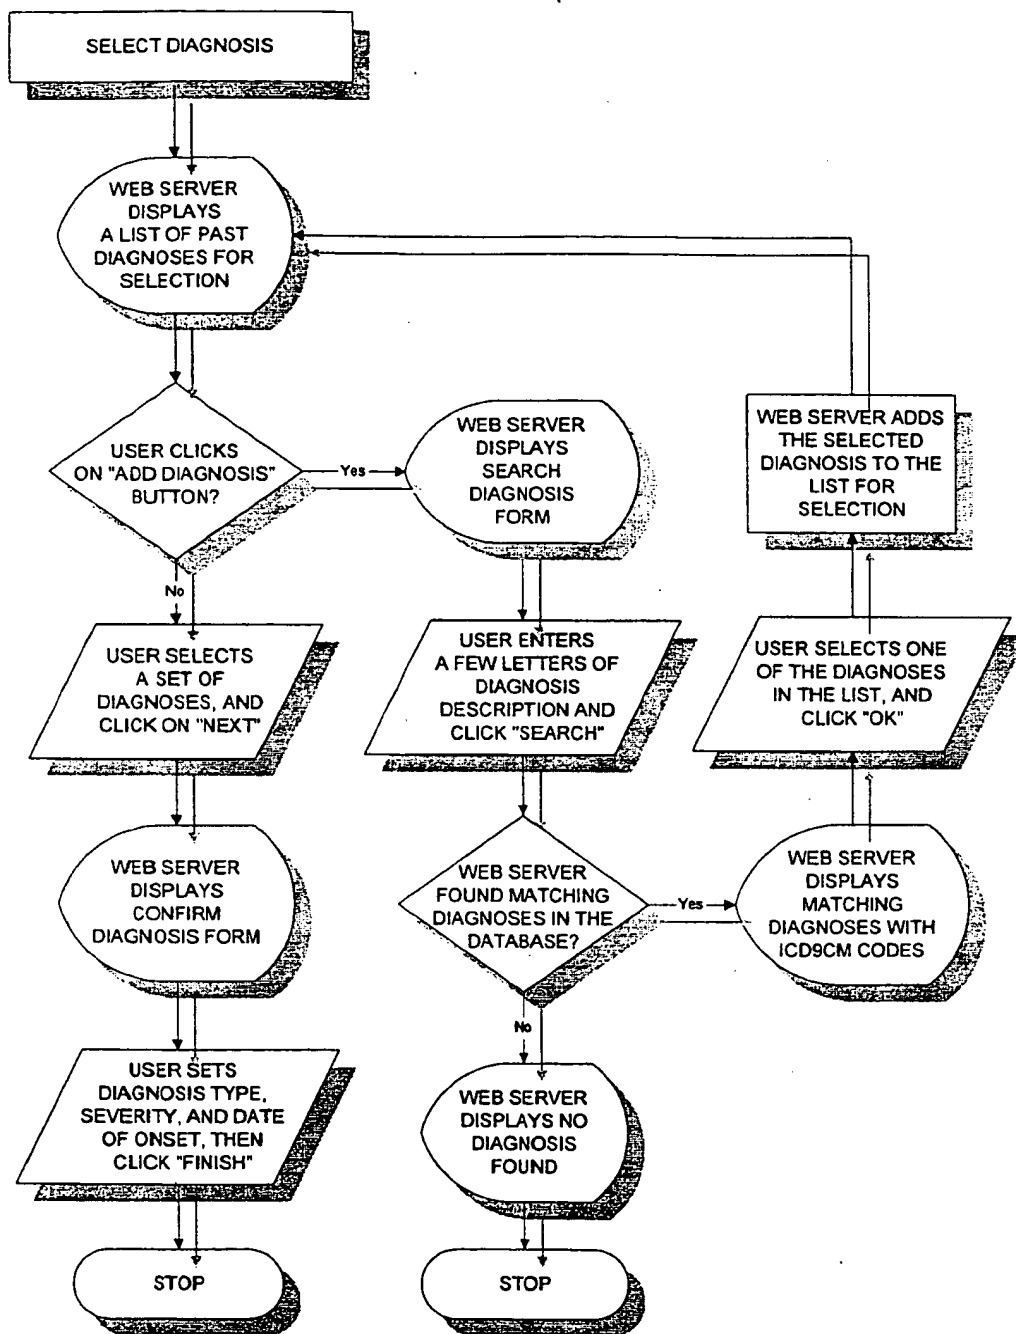 SELECT DIAGNOSIS
WEB SERVER
DISPLAYS
A LIST OF PAST
DIAGNOSES FOR
SELECTION
USER CLICKS
ON "ADD DIAGNOSIS"
BUTTON?
Yes
WEB SERVER
DISPLAYS
SEARCH
DIAGNOSIS
FORM
WEB SERVER ADDS
THE SELECTED
DIAGNOSIS TO THE
LIST FOR
SELECTION
No
USER SELECTS
A SET OF
DIAGNOSES, AND
CLICK ON "NEXT"
USER ENTERS
A FEW LETTERS OF
DIAGNOSIS
DESCRIPTION AND
CLICK "SEARCH"
USER SELECTS ONE
OF THE DIAGNOSES
IN THE LIST, AND
CLICK "OK"
WEB SERVER
DISPLAYS
CONFIRM
DIAGNOSIS FORM
WEB SERVER
FOUND MATCHING
DIAGNOSES IN THE
DATABASE?
Yes
WEB SERVER
DISPLAYS
MATCHING
DIAGNOSES WITH
ICD9CM CODES
No
USER SETS
DIAGNOSIS TYPE,
SEVERITY, AND DATE
OF ONSET, THEN
CLICK "FINISH"
WEB SERVER
DISPLAYS NO
DIAGNOSIS
FOUND
STOP
STOP